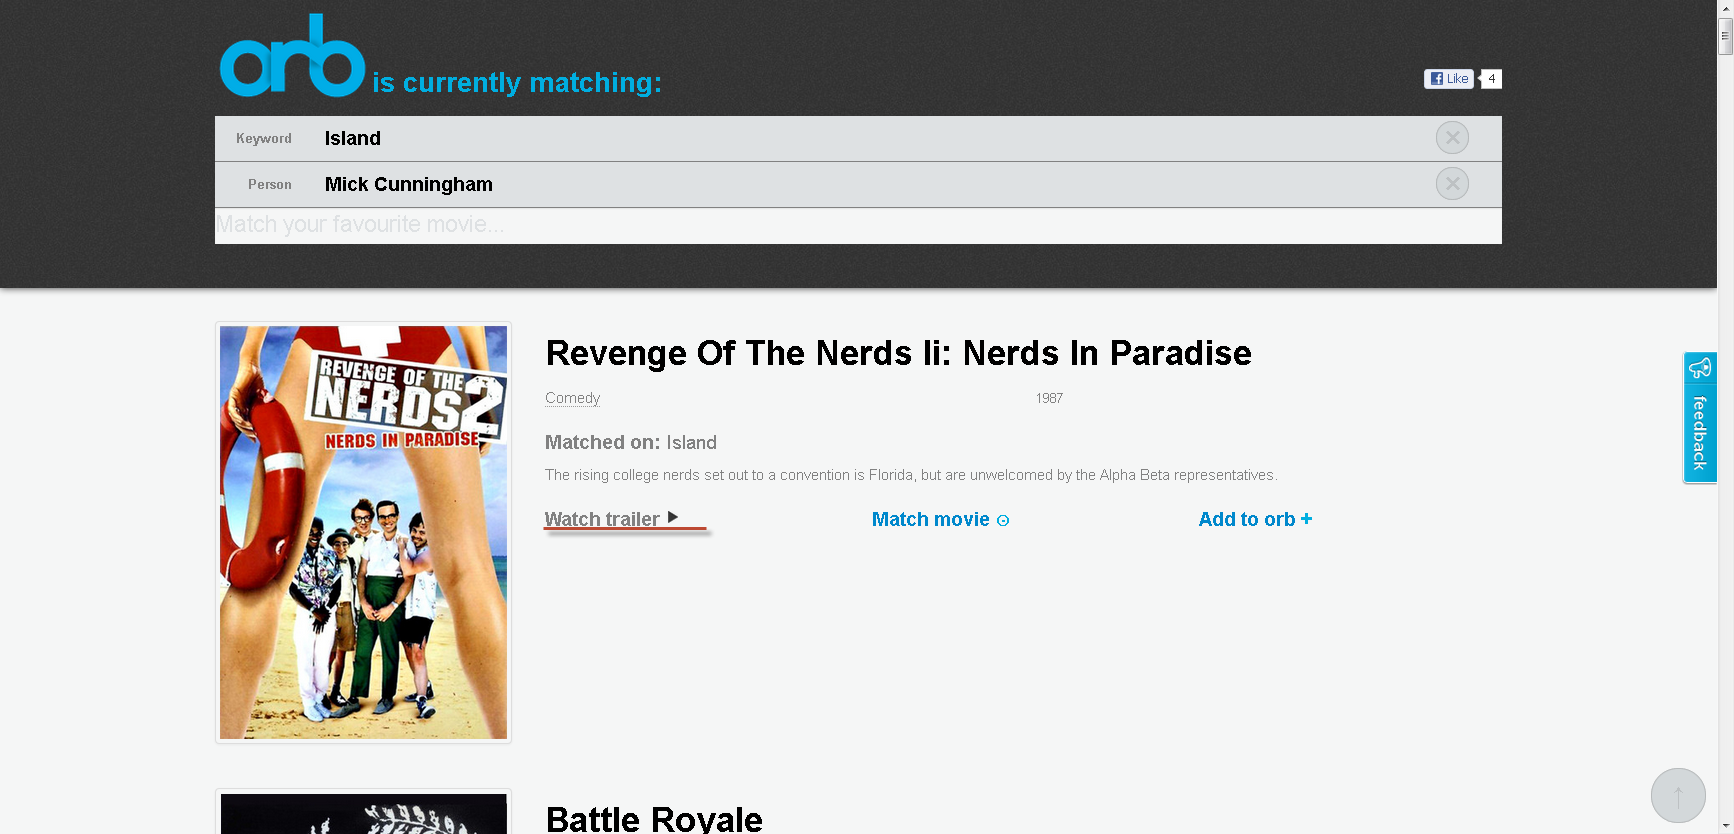 orb is currently matching:
Like 4
Keyword Island
Person Mick Cunningham
Match your favourite movie...
REVENGE OF THE
NERDS 2
NERDS IN PARADISE
Revenge Of The Nerds Ii: Nerds In Paradise
Comedy 1987
Matched on: Island
The rising college nerds set out to a convention is Florida, but are unwelcomed by the Alpha Beta representatives.
Watch trailer Match movie Add to orb +
feedback
Battle Royale